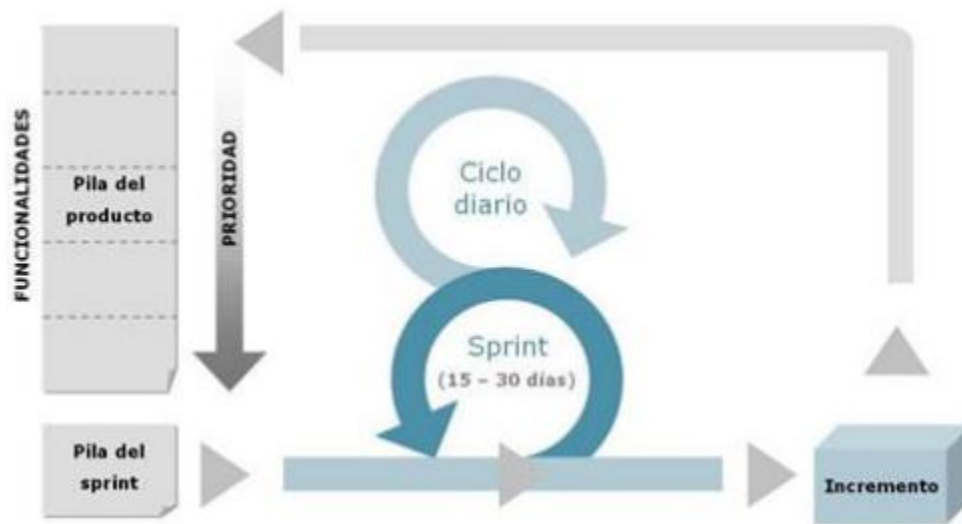 FUNCIONALIDADES
Pila del
producto
PRIORIDAD
Ciclo
diario
Sprint
(15 – 30 días)
Pila del
sprint
Incremento